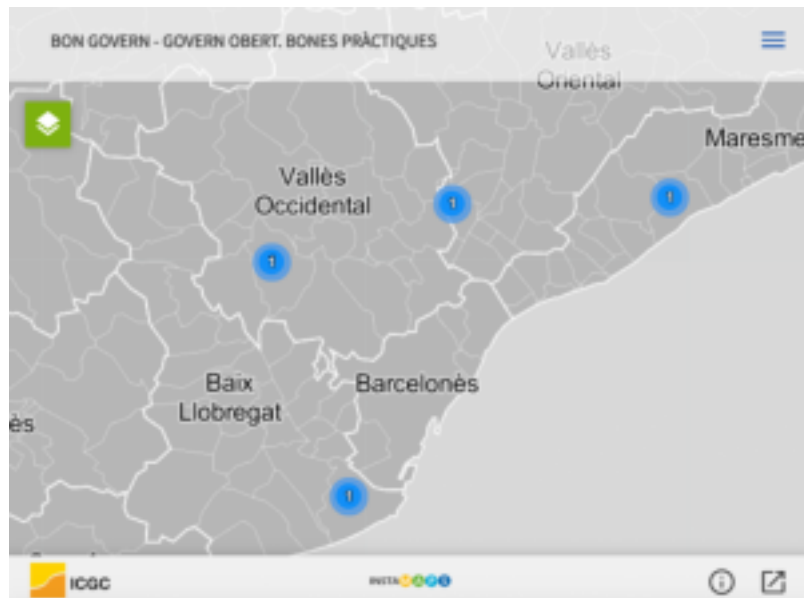 BON GOVERN - GOVERN OBERT. BONES PRÀCTIQUES
Vallès
Oriental
Maresme
Vallès
Occidental
1
1
1
Baix
Llobregat
Barcelonès
ès
1
ICGC
INSTAMAPS